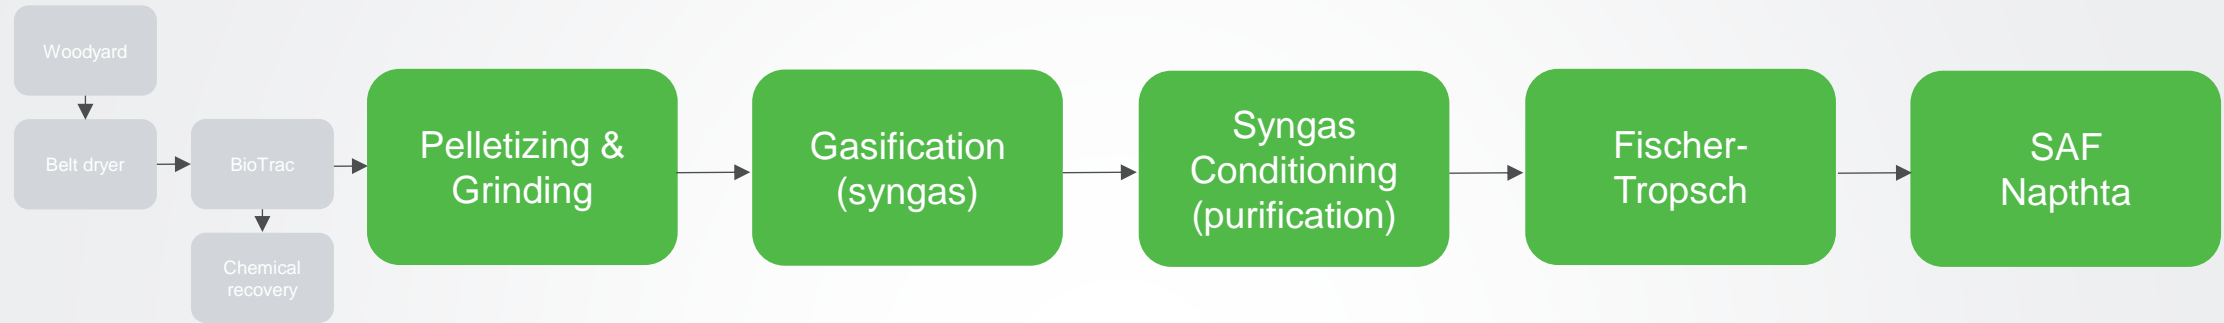 Woodyard
Belt dryer
BioTrac
Chemical
recovery
Pelletizing &
Grinding
Gasification
(syngas)
Syngas
Conditioning
(purification)
Fischer-
Tropsch
SAF
Napthta